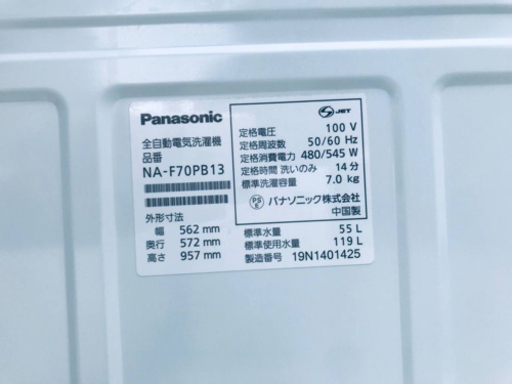 Panasonic
全自動電気洗濯機
品番
NA-F70PB13
外形寸法
幅 562 mm
奥行 572 mm
高さ 957 mm
JET
定格電圧 100 V
定格周波数 50/60 Hz
定格消費電力 480/545 W
定格時間 洗いのみ 14分
標準洗濯容量 7.0 kg
PS E パナソニック株式会社
中国製
標準水量 55 L
標準使用水量 119 L
製造番号 19N1401425